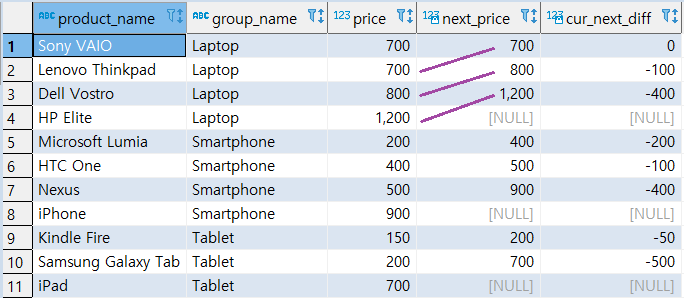 ABC product_name ABC group_name 123 price 123 next_price 123 cur_next_diff
1 Sony VAIO Laptop 700 700 0
2 Lenovo Thinkpad Laptop 700 800 -100
3 Dell Vostro Laptop 800 1,200 -400
4 HP Elite Laptop 1,200 [NULL] [NULL]
5 Microsoft Lumia Smartphone 200 400 -200
6 HTC One Smartphone 400 500 -100
7 Nexus Smartphone 500 900 -400
8 iPhone Smartphone 900 [NULL] [NULL]
9 Kindle Fire Tablet 150 200 -50
10 Samsung Galaxy Tab Tablet 200 700 -500
11 iPad Tablet 700 [NULL] [NULL]